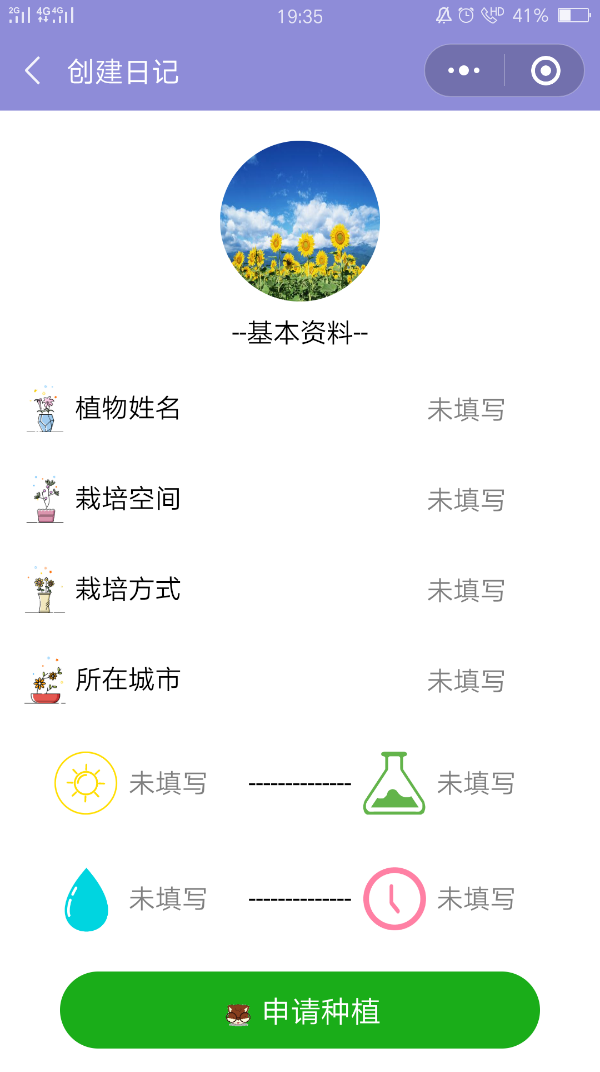 2G 4G 4G 19:35 HD 41%
创建日记
--基本资料--
植物姓名 未填写
栽培空间 未填写
栽培方式 未填写
所在城市 未填写
未填写 -------------- 未填写
未填写 -------------- 未填写
申请种植